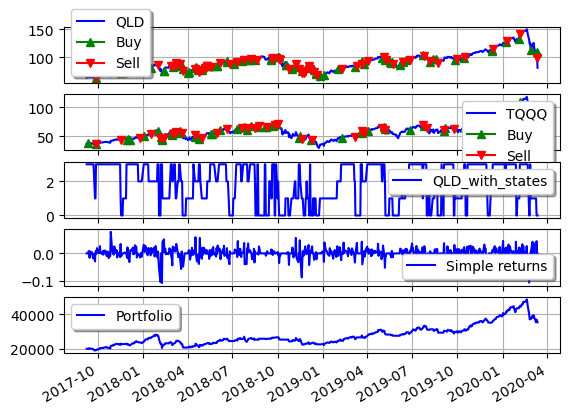 QLD
Buy
Sell
150
100
TQQQ
Buy
Sell
100
50
QLD_with_states
2
0
0.0
−0.1
Simple returns
Portfolio
40000
20000
2017-10
2018-01
2018-04
2018-07
2018-10
2019-01
2019-04
2019-07
2019-10
2020-01
2020-04